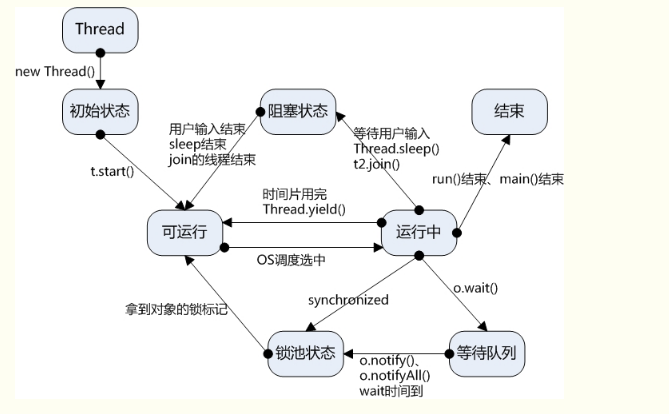 Thread
new Thread()
初始状态
阻塞状态
结束
用户输入结束
sleep结束
join的线程结束
等待用户输入
Thread.sleep()
t2.join()
t.start()
run()结束、main()结束
时间片用完
Thread.yield()
可运行
运行中
OS调度选中
synchronized
o.wait()
拿到对象的锁标记
锁池状态
等待队列
o.notify()、
o.notifyAll()
wait时间到